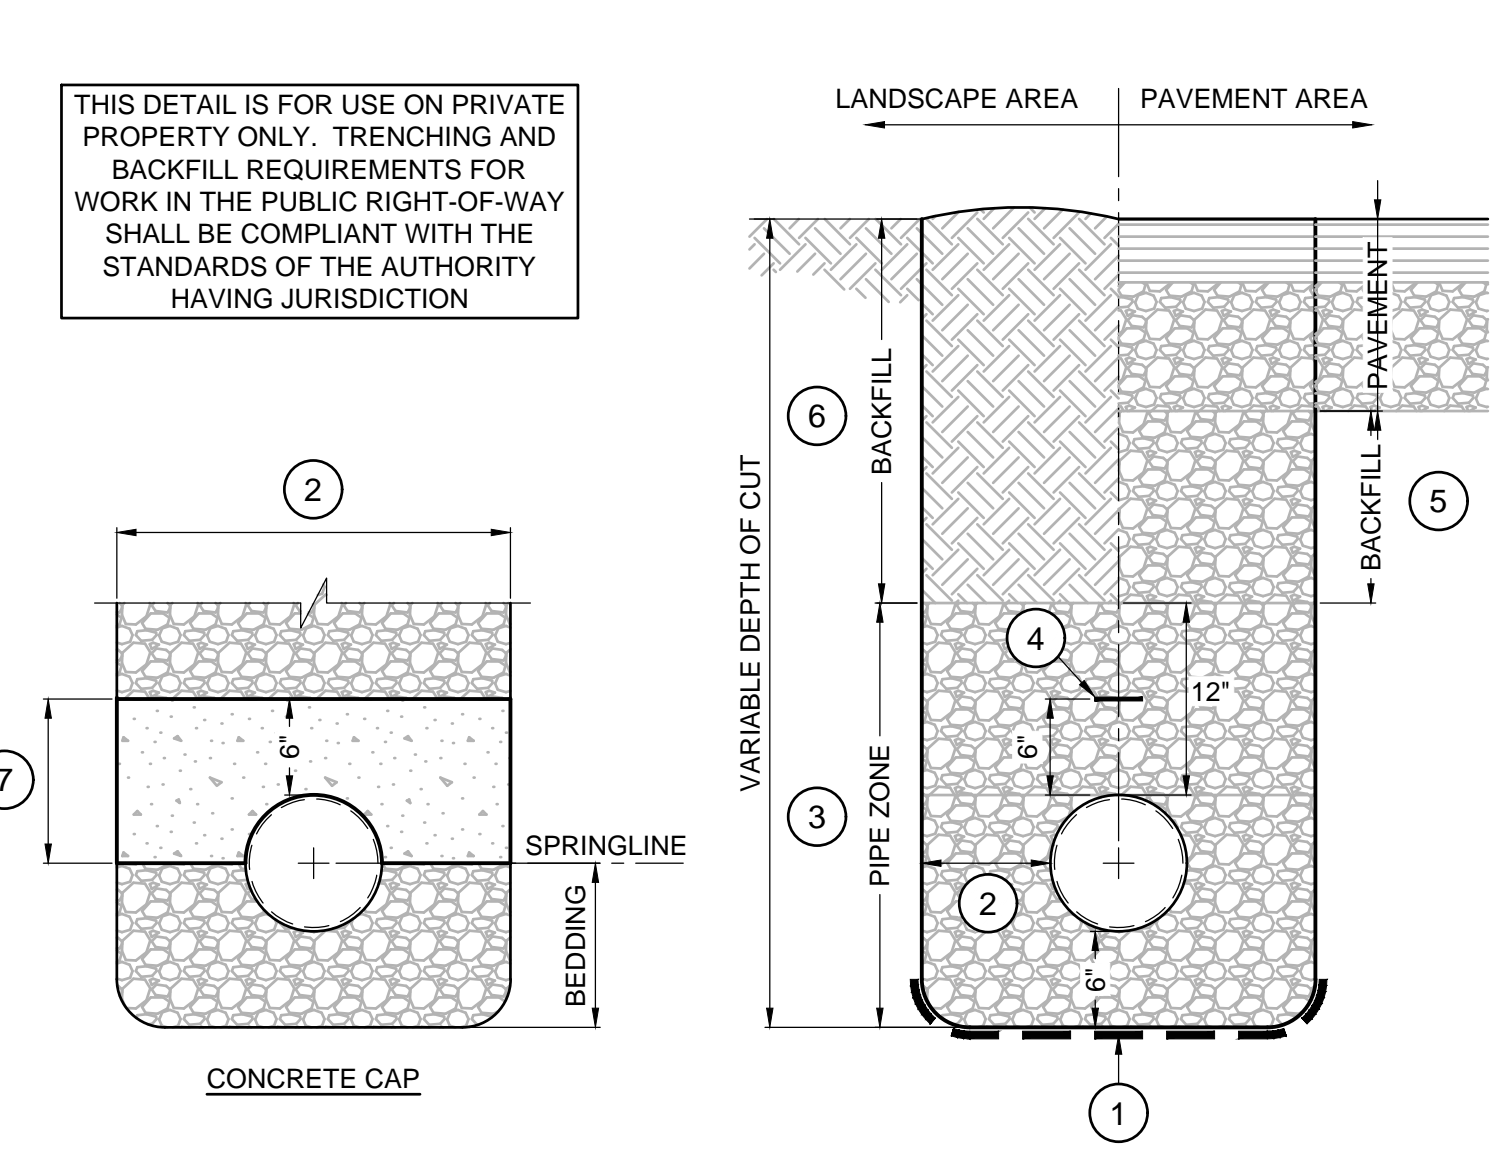 THIS DETAIL IS FOR USE ON PRIVATE
PROPERTY ONLY. TRENCHING AND
BACKFILL REQUIREMENTS FOR
WORK IN THE PUBLIC RIGHT-OF-WAY
SHALL BE COMPLIANT WITH THE
STANDARDS OF THE AUTHORITY
HAVING JURISDICTION
2
6"
7
SPRINGLINE
BEDDING
CONCRETE CAP
LANDSCAPE AREA
PAVEMENT AREA
PAVEMENT
BACKFILL
6
BACKFILL
5
VARIABLE DEPTH OF CUT
4
12"
6"
3
PIPE ZONE
2
6"
1